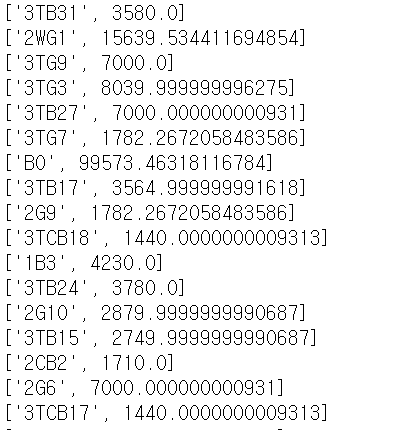 ['3TB31', 3580.0]
['2WG1', 15639.534411694854]
['3TG9', 7000.0]
['3TG3', 8039.999999996275]
['3TB27', 7000.000000000931]
['3TG7', 1782.2672058483586]
['B0', 99573.46318116784]
['3TB17', 3564.999999991618]
['2G9', 1782.2672058483586]
['3TCB18', 1440.0000000009313]
['1B3', 4230.0]
['3TB24', 3780.0]
['2G10', 2879.9999999990687]
['3TB15', 2749.9999999990687]
['2CB2', 1710.0]
['2G6', 7000.000000000931]
['3TCB17', 1440.0000000009313]